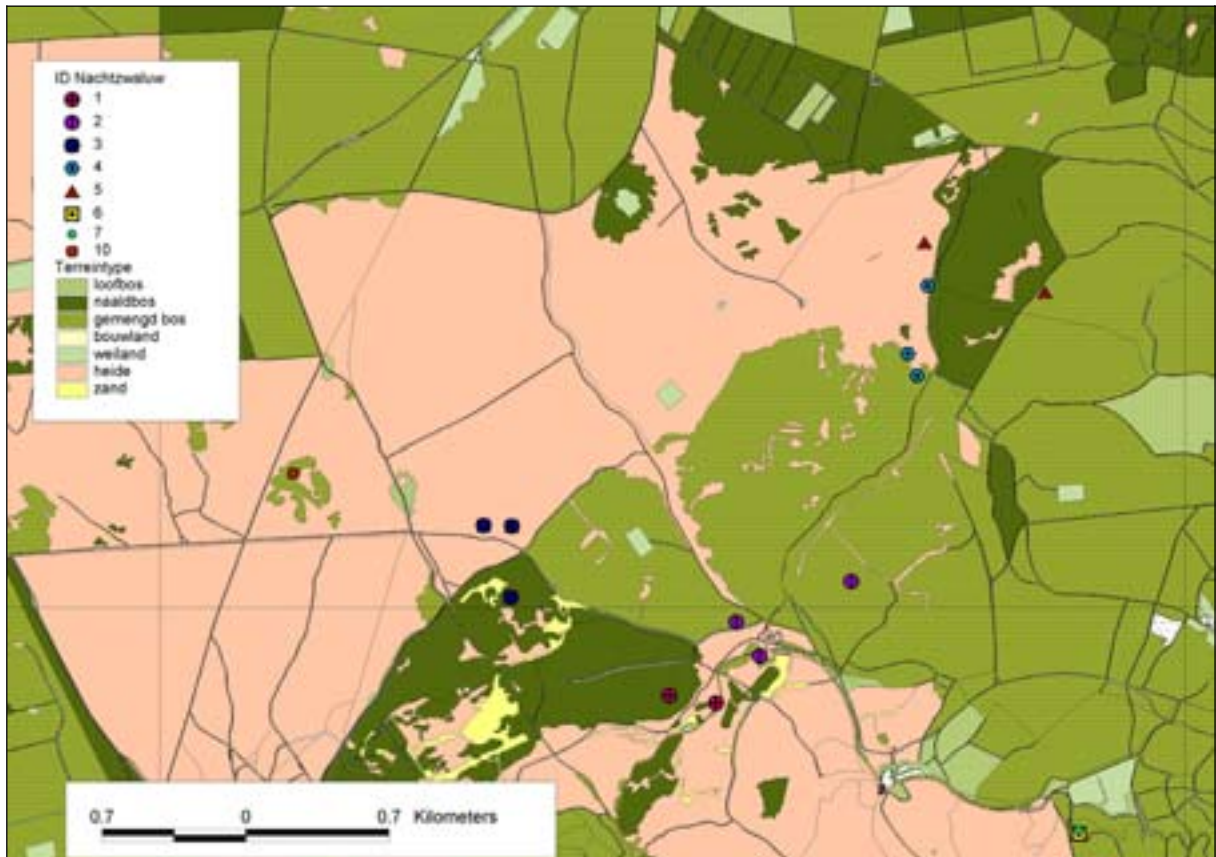 ID Nachtzwaluw
1
2
3
4
5
6
7
10
Terreintype
loofbos
naaldbos
gemengd bos
bouwland
weiland
heide
zand
0.7 0 0.7 Kilometers